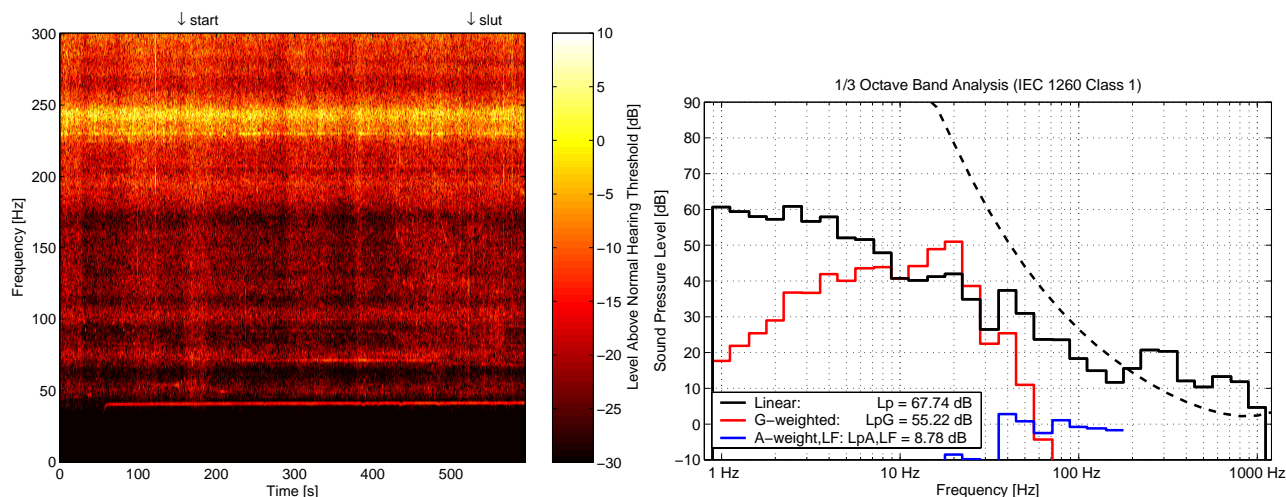 ↓ start
↓ slut
300
250
200
150
100
50
0
Frequency [Hz]
0 100 200 300 400 500
Time [s]
10
5
0
−5
−10
−15
−20
−25
−30
Level Above Normal Hearing Threshold [dB]
1/3 Octave Band Analysis (IEC 1260 Class 1)
90
80
70
60
50
40
30
20
10
0
−10
Sound Pressure Level [dB]
Linear: Lp = 67.74 dB
G−weighted: LpG = 55.22 dB
A−weight,LF: LpA,LF = 8.78 dB
1 Hz 10 Hz 100 Hz 1000 Hz
Frequency [Hz]